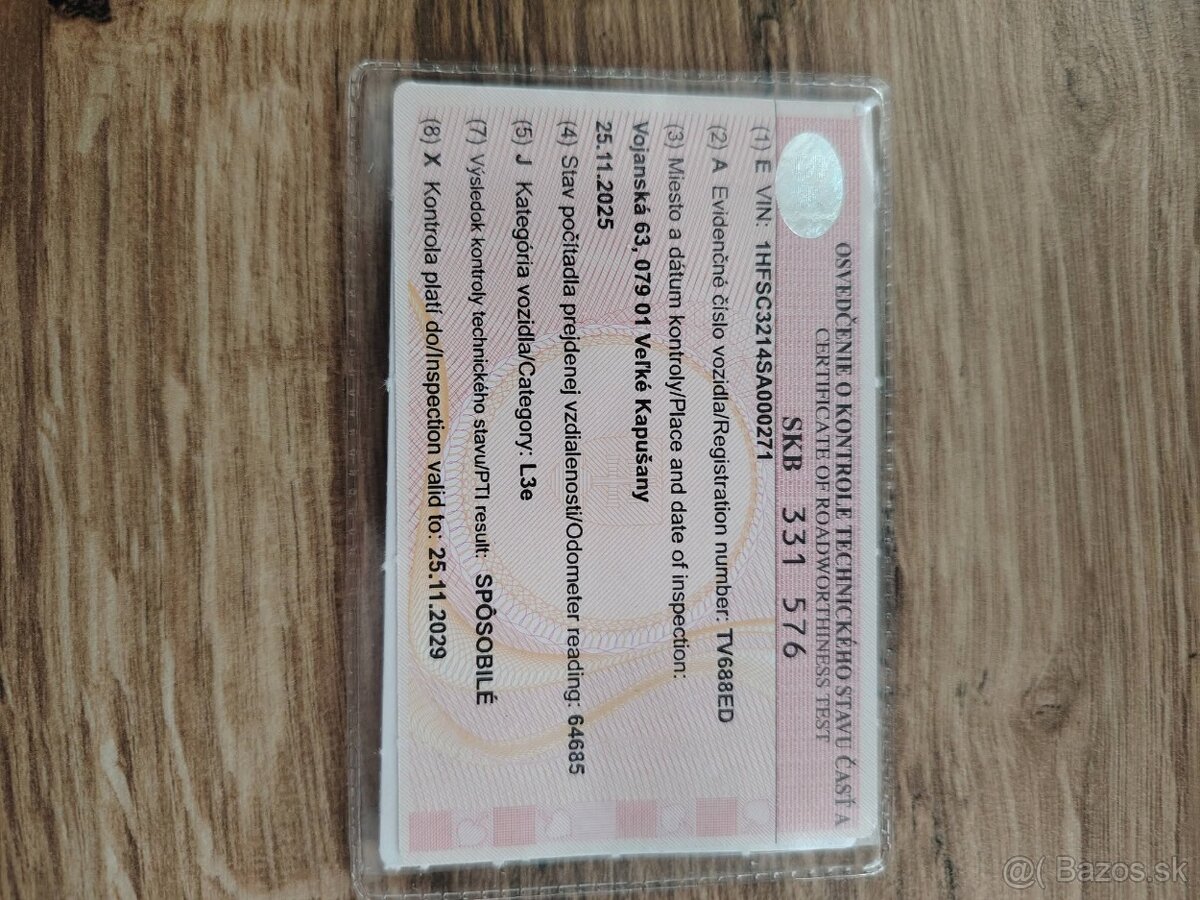 OSVEDČENIE O KONTROLE TECHNICKÉHO STAVU ČASŤ A
CERTIFICATE OF ROADWORTHINESS TEST
SKB 331 576
(1) E VIN: 1HFSC3214SA000271
(2) A Evidenčné číslo vozidla/Registration number: TV688ED
(3) Miesto a dátum kontroly/Place and date of inspection:
Vojanská 63, 079 01 Veľké Kapušany
25.11.2025
(4) Stav počítadla prejdenej vzdialenosti/Odometer reading: 64685
(5) J Kategória vozidla/Category: L3e
(7) Výsledok kontroly technického stavu/PTI result: SPÔSOBILÉ
(8) X Kontrola platí do/Inspection valid to: 25.11.2029
@( Bazos.sk